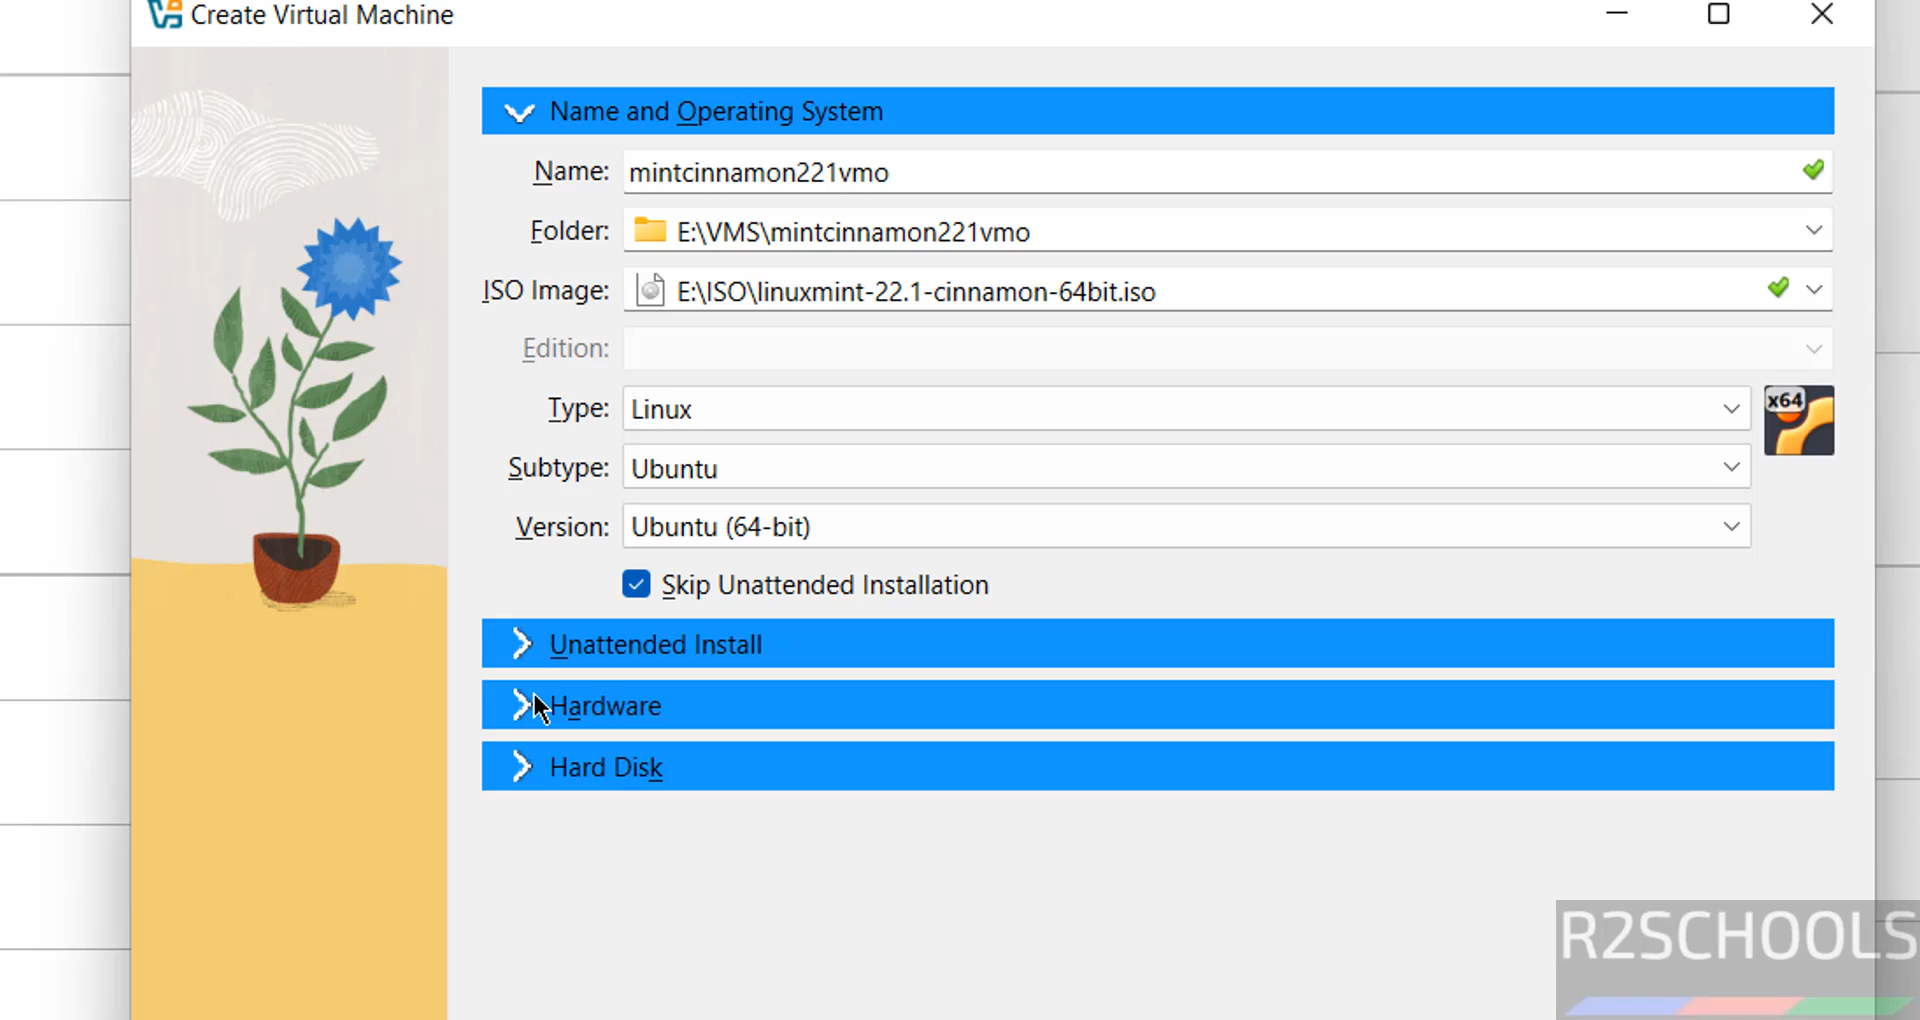 Create Virtual Machine
Name and Operating System
Name: mintcinnamon221vmo
Folder: E:\VMS\mintcinnamon221vmo
ISO Image: E:\ISO\linuxmint-22.1-cinnamon-64bit.iso
Edition:
Type: Linux
x64
Subtype: Ubuntu
Version: Ubuntu (64-bit)
Skip Unattended Installation
Unattended Install
Hardware
Hard Disk
R2SCHOOLS